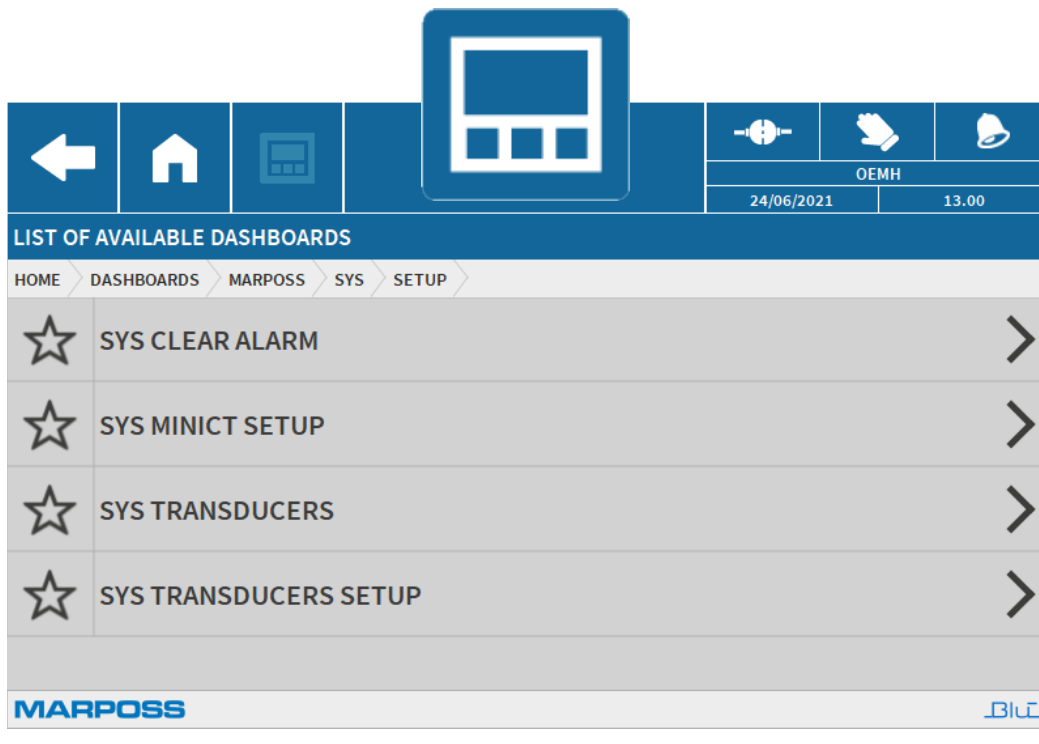 OEMH
24/06/2021 13.00
LIST OF AVAILABLE DASHBOARDS
HOME DASHBOARDS MARPOSS SYS SETUP
SYS CLEAR ALARM
SYS MINICT SETUP
SYS TRANSDUCERS
SYS TRANSDUCERS SETUP
MARPOSS Blú